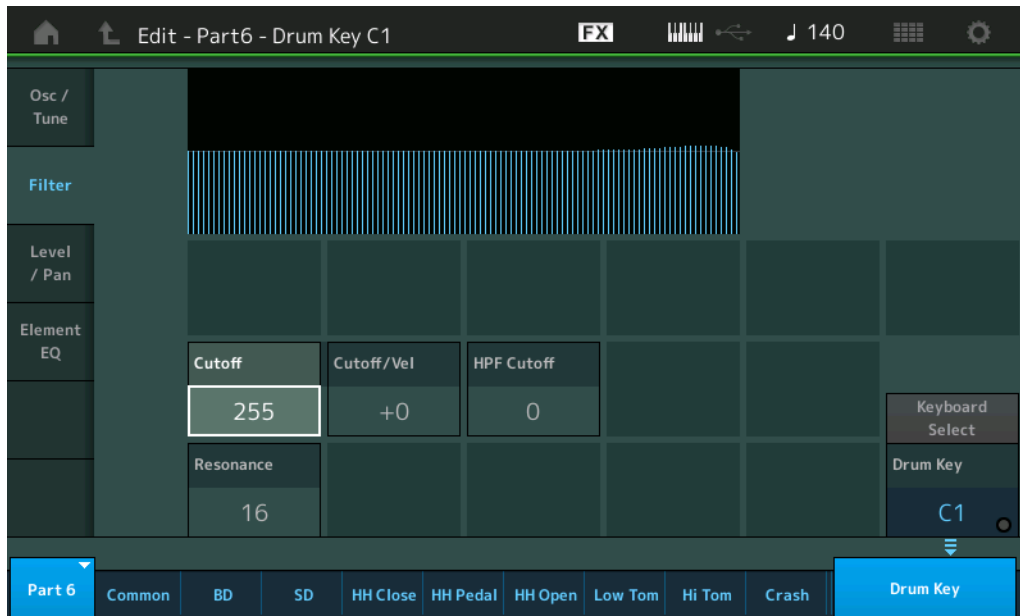 Edit - Part6 - Drum Key C1
FX
♩ 140
Osc /
Tune
Filter
Level
/ Pan
Element
EQ
Cutoff
Cutoff/Vel
HPF Cutoff
255
+0
0
Keyboard
Select
Resonance
Drum Key
16
C1
Part 6
Common
BD
SD
HH Close
HH Pedal
HH Open
Low Tom
Hi Tom
Crash
Drum Key